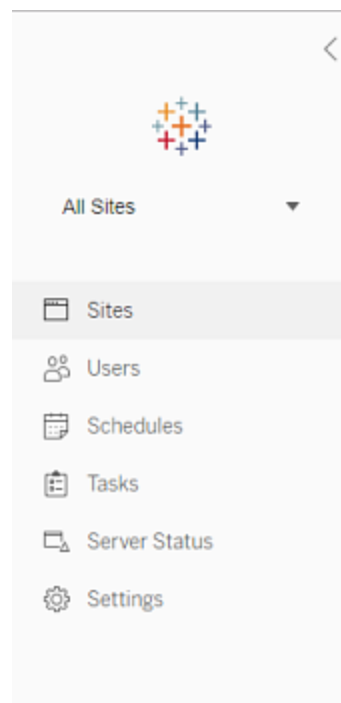 All Sites
Sites
Users
Schedules
Tasks
Server Status
Settings